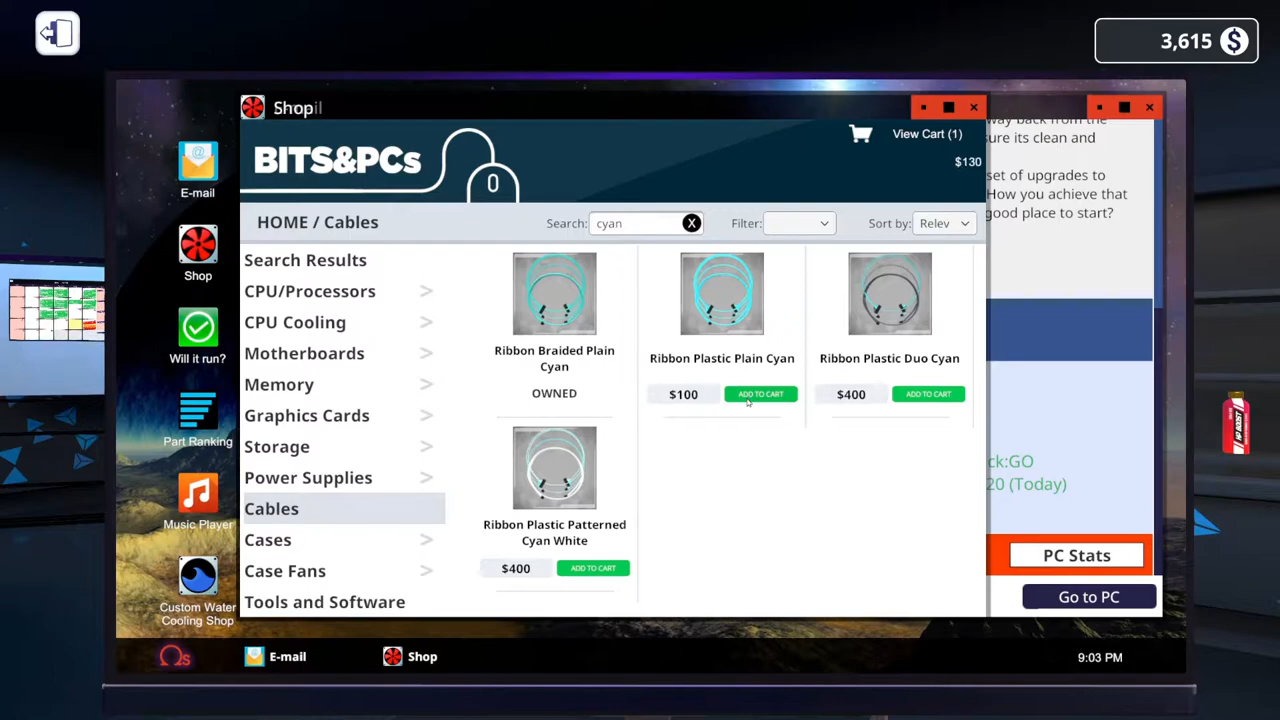 3,615 $
Shop
way back from the
sure its clean and
set of upgrades to
How you achieve that
good place to start?
BITS&PCs
View Cart (1)
$130
HOME / Cables
Search: cyan X
Filter:
Sort by: Relev
E-mail
Shop
Will it run?
Part Ranking
Music Player
Custom Water
Cooling Shop
Search Results
CPU/Processors >
CPU Cooling >
Motherboards >
Memory >
Graphics Cards >
Storage >
Power Supplies >
Cables
Cases >
Case Fans >
Tools and Software
Ribbon Braided Plain
Cyan
OWNED
Ribbon Plastic Plain Cyan
$100 ADD TO CART
Ribbon Plastic Duo Cyan
$400 ADD TO CART
Ribbon Plastic Patterned
Cyan White
$400 ADD TO CART
ck:GO
20 (Today)
PC Stats
Go to PC
Ωs
E-mail
Shop
9:03 PM